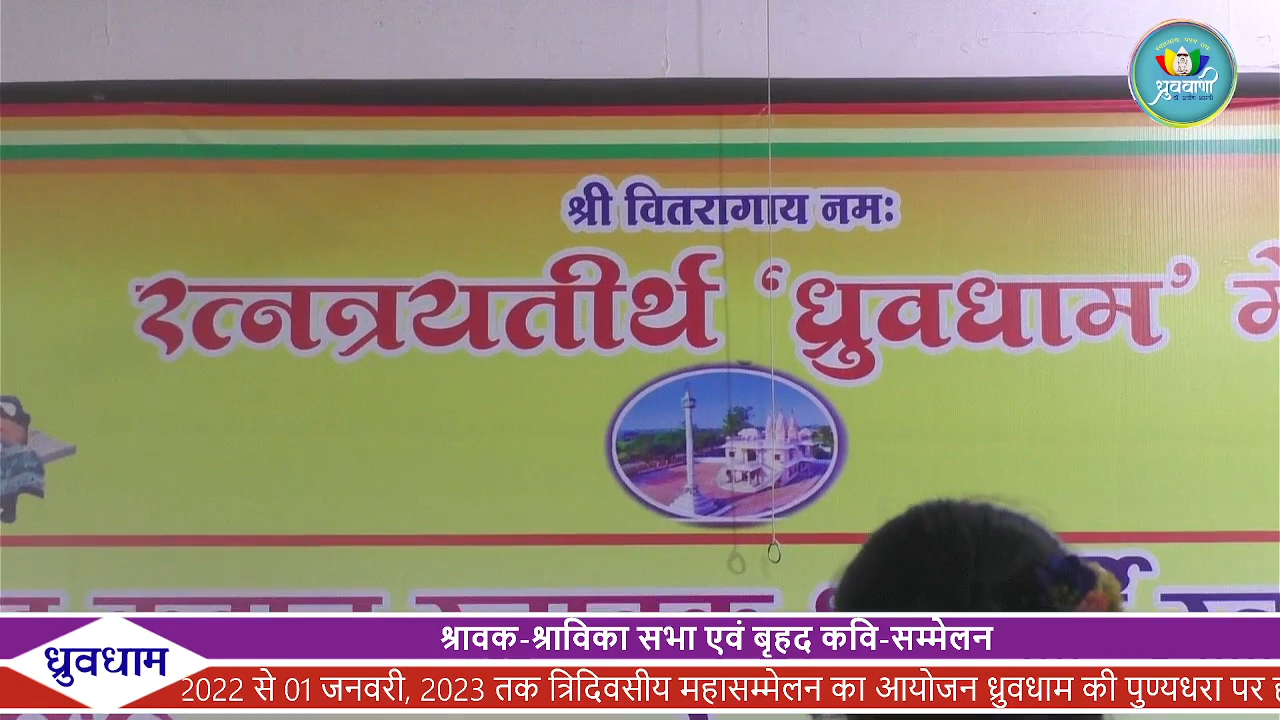 ध्रुववाणी
श्री वितरागाय नमः
रत्नत्रयतीर्थ ‘ध्रुवधाम’ में
श्रावक-श्राविका सभा एवं बृहद कवि-सम्मेलन
ध्रुवधाम
2022 से 01 जनवरी, 2023 तक त्रिदिवसीय महासम्मेलन का आयोजन ध्रुवधाम की पुण्यधरा पर